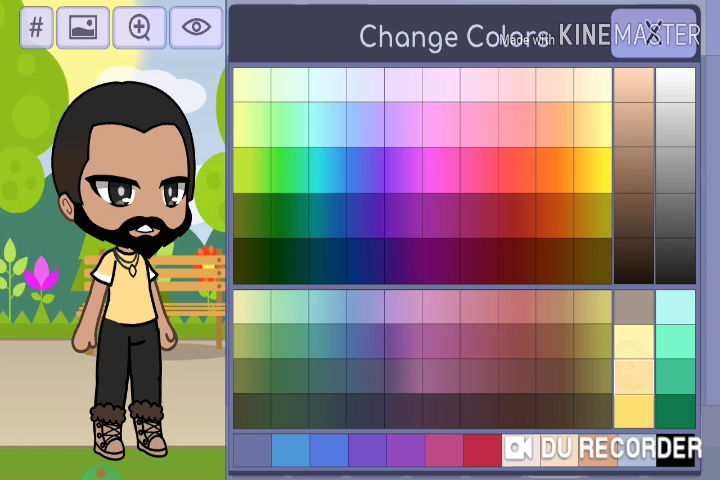 #
Change Colors
Made with KINEMASTER
X
DU RECORDER